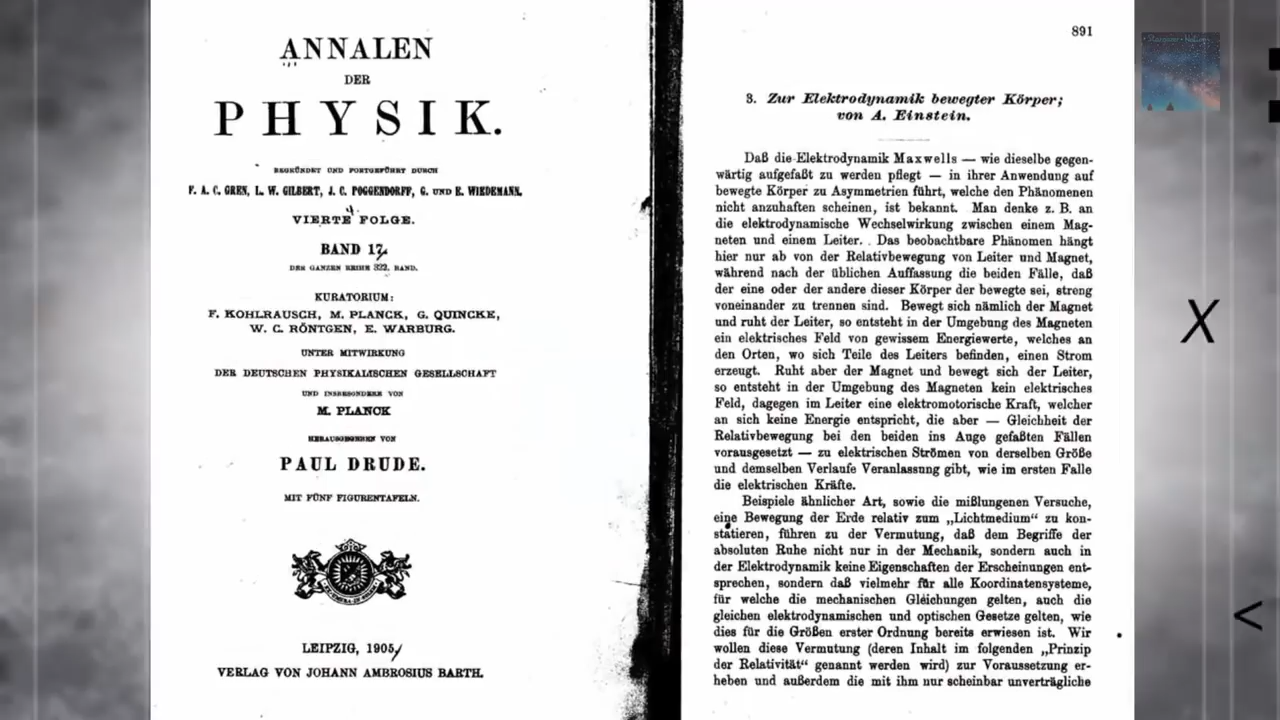 ANNALEN
DER
PHYSIK.
BEGRÜNDET UND FORTGEFÜHRT DURCH
F. A. C. GREN, L. W. GILBERT, J. C. POGGENDORFF, G. UND E. WIEDEMANN.
VIERTE FOLGE.
BAND 17.
DER GANZEN REIHE 322. BAND.
KURATORIUM:
F. KOHLRAUSCH, M. PLANCK, G. QUINCKE,
W. C. RÖNTGEN, E. WARBURG.
UNTER MITWIRKUNG
DER DEUTSCHEN PHYSIKALISCHEN GESELLSCHAFT
UND INSBESONDERE VON
M. PLANCK
HERAUSGEGEBEN VON
PAUL DRUDE.
MIT FÜNF FIGURENTAFELN.
LEIPZIG, 1905
VERLAG VON JOHANN AMBROSIUS BARTH.
891
3. Zur Elektrodynamik bewegter Körper;
von A. Einstein.
Daß die Elektrodynamik Maxwells — wie dieselbe gegen-
wärtig aufgefaßt zu werden pflegt — in ihrer Anwendung auf
bewegte Körper zu Asymmetrien führt, welche den Phänomenen
nicht anzuhaften scheinen, ist bekannt. Man denke z. B. an
die elektrodynamische Wechselwirkung zwischen einem Mag-
neten und einem Leiter. Das beobachtbare Phänomen hängt
hier nur ab von der Relativbewegung von Leiter und Magnet,
während nach der üblichen Auffassung die beiden Fälle, daß
der eine oder der andere dieser Körper der bewegte sei, streng
voneinander zu trennen sind. Bewegt sich nämlich der Magnet
und ruht der Leiter, so entsteht in der Umgebung des Magneten
ein elektrisches Feld von gewissem Energiewerte, welches an
den Orten, wo sich Teile des Leiters befinden, einen Strom
erzeugt. Ruht aber der Magnet und bewegt sich der Leiter,
so entsteht in der Umgebung des Magneten kein elektrisches
Feld, dagegen im Leiter eine elektromotorische Kraft, welcher
an sich keine Energie entspricht, die aber — Gleichheit der
Relativbewegung bei den beiden ins Auge gefaßten Fällen
vorausgesetzt — zu elektrischen Strömen von derselben Größe
und demselben Verlaufe Veranlassung gibt, wie im ersten Falle
die elektrischen Kräfte.
Beispiele ähnlicher Art, sowie die mißlungenen Versuche,
eine Bewegung der Erde relativ zum „Lichtmedium“ zu kon-
statieren, führen zu der Vermutung, daß dem Begriffe der
absoluten Ruhe nicht nur in der Mechanik, sondern auch in
der Elektrodynamik keine Eigenschaften der Erscheinungen ent-
sprechen, sondern daß vielmehr für alle Koordinatensysteme,
für welche die mechanischen Gleichungen gelten, auch die
gleichen elektrodynamischen und optischen Gesetze gelten, wie
dies für die Größen erster Ordnung bereits erwiesen ist. Wir
wollen diese Vermutung (deren Inhalt im folgenden „Prinzip
der Relativität“ genannt werden wird) zur Voraussetzung er-
heben und außerdem die mit ihm nur scheinbar unverträgliche
X
<